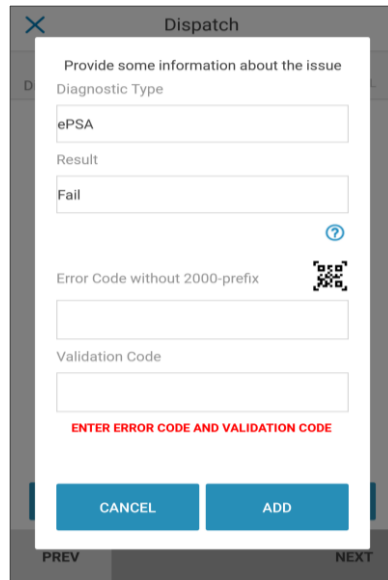 Dispatch
Provide some information about the issue
D
L
Diagnostic Type
ePSA
Result
Fail
?
Error Code without 2000-prefix
Validation Code
ENTER ERROR CODE AND VALIDATION CODE
CANCEL ADD
PREV NEXT